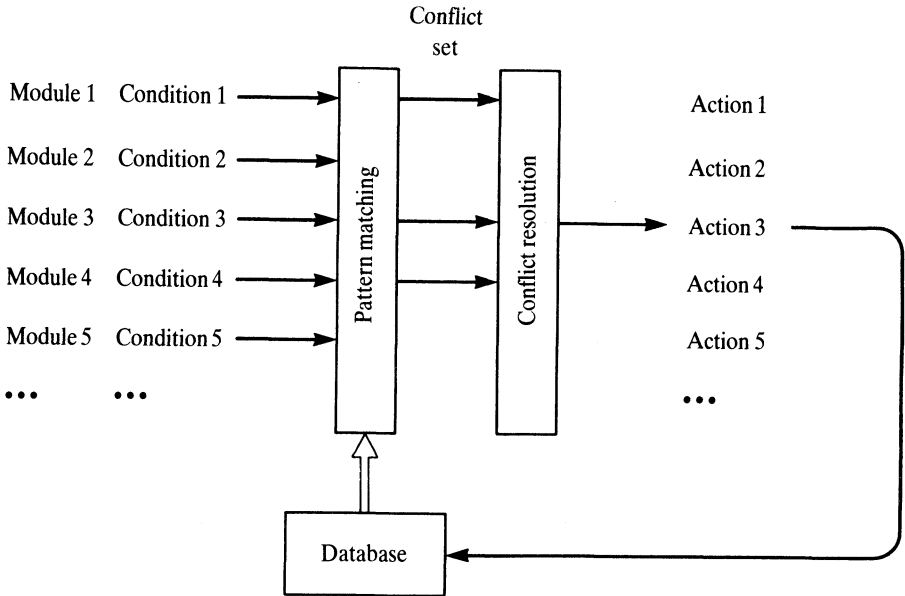 Conflict
set
Module 1 Condition 1
Action 1
Module 2 Condition 2
Action 2
Module 3 Condition 3
Action 3
Module 4 Condition 4
Action 4
Module 5 Condition 5
Action 5
... ...
...
Pattern matching
Conflict resolution
Database